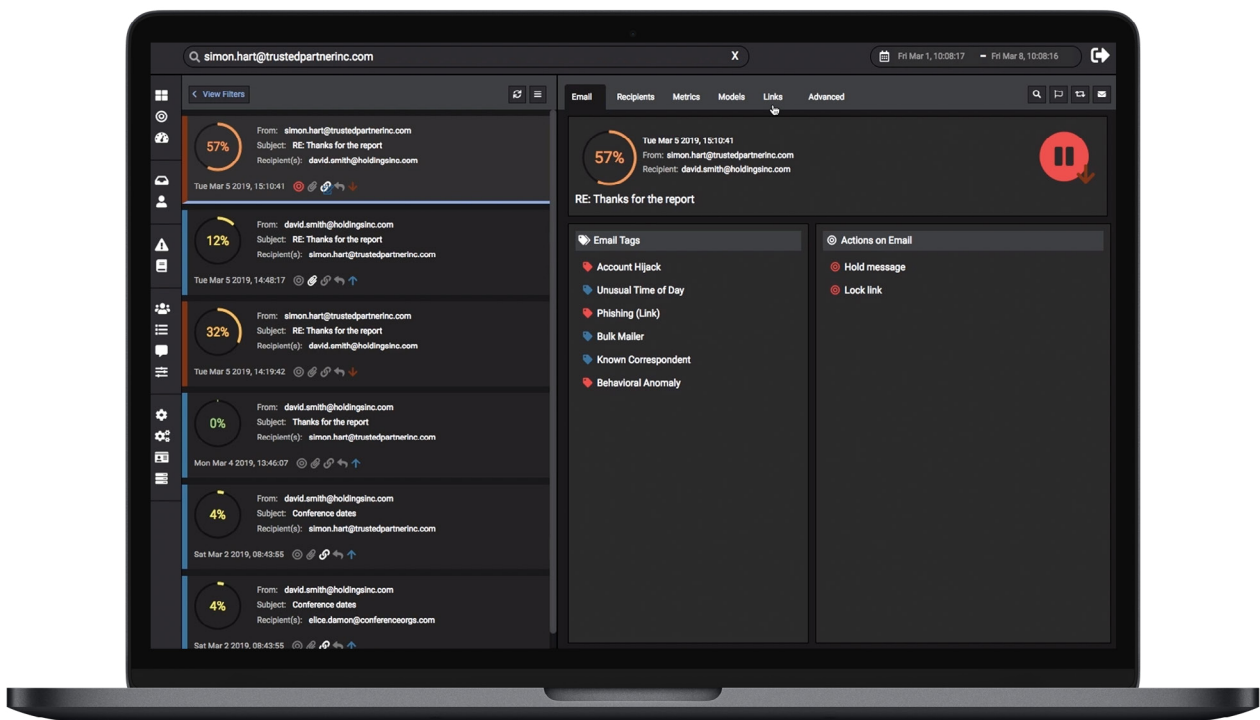 simon.hart@trustedpartnerinc.com X Fri Mar 1, 10:08:17 – Fri Mar 8, 10:08:16
View Filters
57%
From: simon.hart@trustedpartnerinc.com
Subject: RE: Thanks for the report
Recipient(s): david.smith@holdingsinc.com
Tue Mar 5 2019, 15:10:41
12%
From: david.smith@holdingsinc.com
Subject: RE: Thanks for the report
Recipient(s): simon.hart@trustedpartnerinc.com
Tue Mar 5 2019, 14:48:17
32%
From: simon.hart@trustedpartnerinc.com
Subject: RE: Thanks for the report
Recipient(s): david.smith@holdingsinc.com
Tue Mar 5 2019, 14:19:42
0%
From: david.smith@holdingsinc.com
Subject: Thanks for the report
Recipient(s): simon.hart@trustedpartnerinc.com
Mon Mar 4 2019, 13:46:07
4%
From: david.smith@holdingsinc.com
Subject: Conference dates
Recipient(s): simon.hart@trustedpartnerinc.com
Sat Mar 2 2019, 08:43:55
4%
From: david.smith@holdingsinc.com
Subject: Conference dates
Recipient(s): elice.damon@conferenceorgs.com
Sat Mar 2 2019, 08:43:55
Email Recipients Metrics Models Links Advanced
57%
Tue Mar 5 2019, 15:10:41
From: simon.hart@trustedpartnerinc.com
Recipient: david.smith@holdingsinc.com
RE: Thanks for the report
Email Tags
Account Hijack
Unusual Time of Day
Phishing (Link)
Bulk Mailer
Known Correspondent
Behavioral Anomaly
Actions on Email
Hold message
Lock link